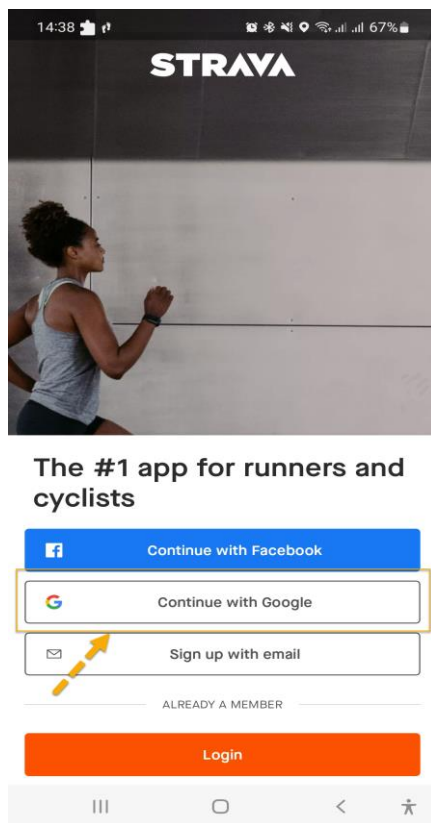 14:38
67%
STRAVA
The #1 app for runners and
cyclists
Continue with Facebook
Continue with Google
Sign up with email
ALREADY A MEMBER
Login